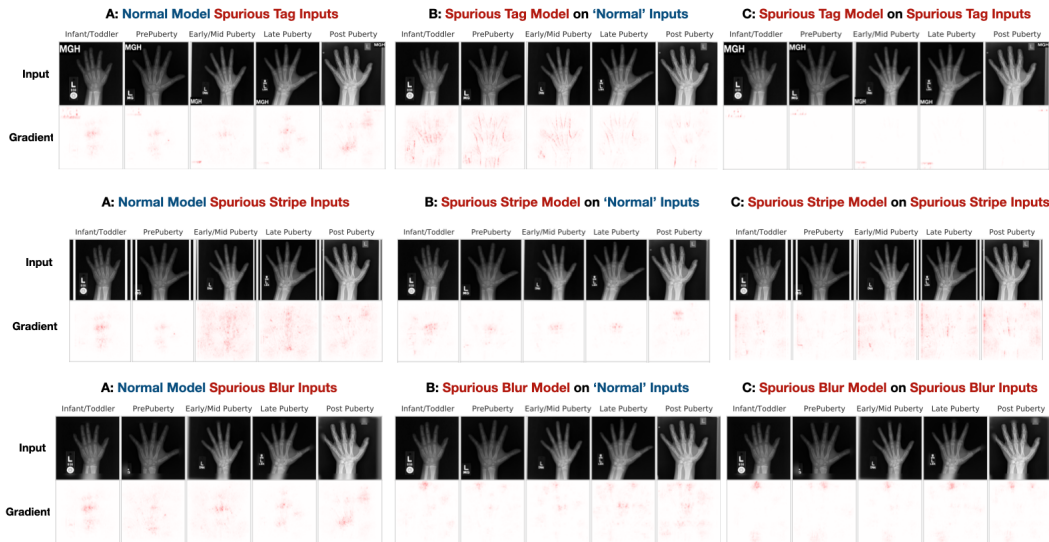 A: Normal Model Spurious Tag Inputs
B: Spurious Tag Model on ‘Normal’ Inputs
C: Spurious Tag Model on Spurious Tag Inputs
Infant/Toddler PrePuberty Early/Mid Puberty Late Puberty Post Puberty
Infant/Toddler PrePuberty Early/Mid Puberty Late Puberty Post Puberty
Infant/Toddler PrePuberty Early/Mid Puberty Late Puberty Post Puberty
Input
MGH MGH MGH MGH MGH
L L
L
MGH MGH MGH MGH MGH
Gradient
A: Normal Model Spurious Stripe Inputs
B: Spurious Stripe Model on ‘Normal’ Inputs
C: Spurious Stripe Model on Spurious Stripe Inputs
Infant/Toddler PrePuberty Early/Mid Puberty Late Puberty Post Puberty
Infant/Toddler PrePuberty Early/Mid Puberty Late Puberty Post Puberty
Infant/Toddler PrePuberty Early/Mid Puberty Late Puberty Post Puberty
Input
L L
L L
L L
Gradient
A: Normal Model Spurious Blur Inputs
B: Spurious Blur Model on ‘Normal’ Inputs
C: Spurious Blur Model on Spurious Blur Inputs
Infant/Toddler PrePuberty Early/Mid Puberty Late Puberty Post Puberty
Infant/Toddler PrePuberty Early/Mid Puberty Late Puberty Post Puberty
Infant/Toddler PrePuberty Early/Mid Puberty Late Puberty Post Puberty
Input
L
L
L
Gradient